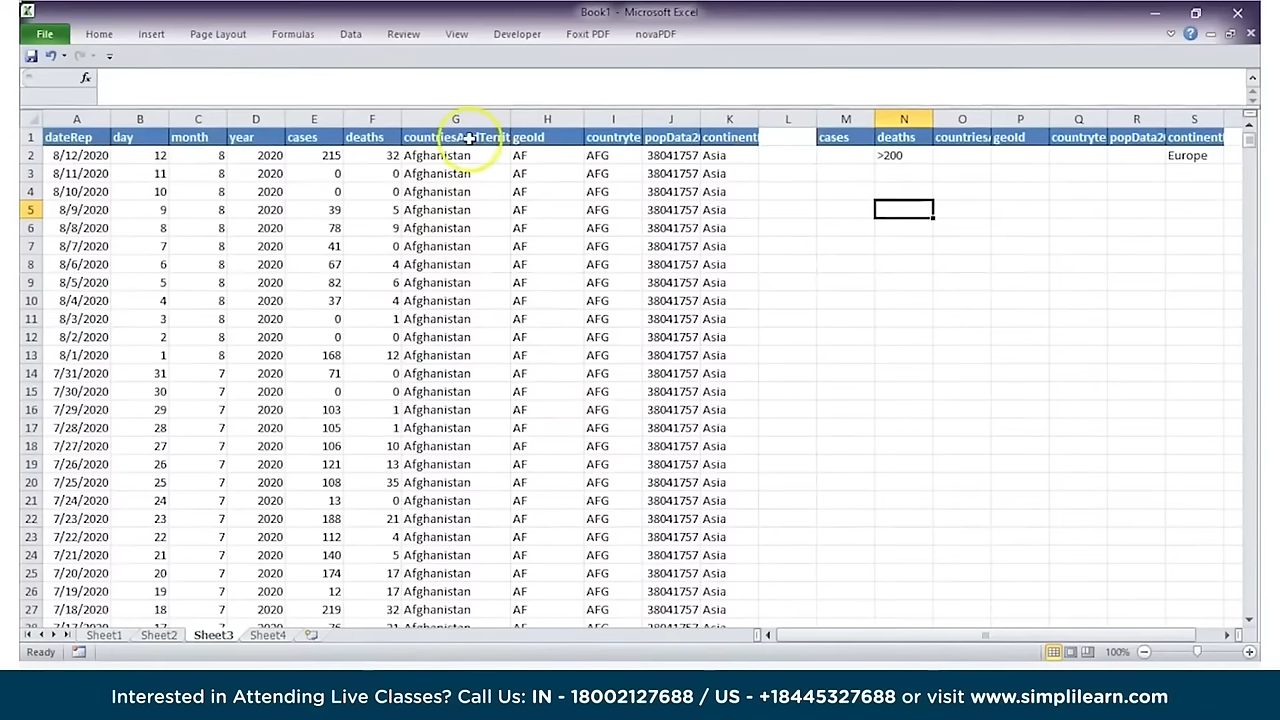 Book1 - Microsoft Excel
File Home Insert Page Layout Formulas Data Review View Developer Foxit PDF novaPDF
fx
A B C D E F G H I J K L M N O P Q R S
1 dateRep day month year cases deaths countriesAndTerrit geoId countryte popData2 continent cases deaths countries geoId countryte popData2 continent
2 8/12/2020 12 8 2020 215 32 Afghanistan AF AFG 38041757 Asia >200 Europe
3 8/11/2020 11 8 2020 0 0 Afghanistan AF AFG 38041757 Asia
4 8/10/2020 10 8 2020 0 0 Afghanistan AF AFG 38041757 Asia
5 8/9/2020 9 8 2020 39 5 Afghanistan AF AFG 38041757 Asia
6 8/8/2020 8 8 2020 78 9 Afghanistan AF AFG 38041757 Asia
7 8/7/2020 7 8 2020 41 0 Afghanistan AF AFG 38041757 Asia
8 8/6/2020 6 8 2020 67 4 Afghanistan AF AFG 38041757 Asia
9 8/5/2020 5 8 2020 82 6 Afghanistan AF AFG 38041757 Asia
10 8/4/2020 4 8 2020 37 4 Afghanistan AF AFG 38041757 Asia
11 8/3/2020 3 8 2020 0 1 Afghanistan AF AFG 38041757 Asia
12 8/2/2020 2 8 2020 0 0 Afghanistan AF AFG 38041757 Asia
13 8/1/2020 1 8 2020 168 12 Afghanistan AF AFG 38041757 Asia
14 7/31/2020 31 7 2020 71 0 Afghanistan AF AFG 38041757 Asia
15 7/30/2020 30 7 2020 0 0 Afghanistan AF AFG 38041757 Asia
16 7/29/2020 29 7 2020 103 1 Afghanistan AF AFG 38041757 Asia
17 7/28/2020 28 7 2020 105 1 Afghanistan AF AFG 38041757 Asia
18 7/27/2020 27 7 2020 106 10 Afghanistan AF AFG 38041757 Asia
19 7/26/2020 26 7 2020 121 13 Afghanistan AF AFG 38041757 Asia
20 7/25/2020 25 7 2020 108 35 Afghanistan AF AFG 38041757 Asia
21 7/24/2020 24 7 2020 13 0 Afghanistan AF AFG 38041757 Asia
22 7/23/2020 23 7 2020 188 21 Afghanistan AF AFG 38041757 Asia
23 7/22/2020 22 7 2020 112 4 Afghanistan AF AFG 38041757 Asia
24 7/21/2020 21 7 2020 140 5 Afghanistan AF AFG 38041757 Asia
25 7/20/2020 20 7 2020 174 17 Afghanistan AF AFG 38041757 Asia
26 7/19/2020 19 7 2020 12 17 Afghanistan AF AFG 38041757 Asia
27 7/18/2020 18 7 2020 219 32 Afghanistan AF AFG 38041757 Asia
Sheet1 Sheet2 Sheet3 Sheet4
Ready 100%
Interested in Attending Live Classes? Call Us: IN - 18002127688 / US - +18445327688 or visit www.simplilearn.com